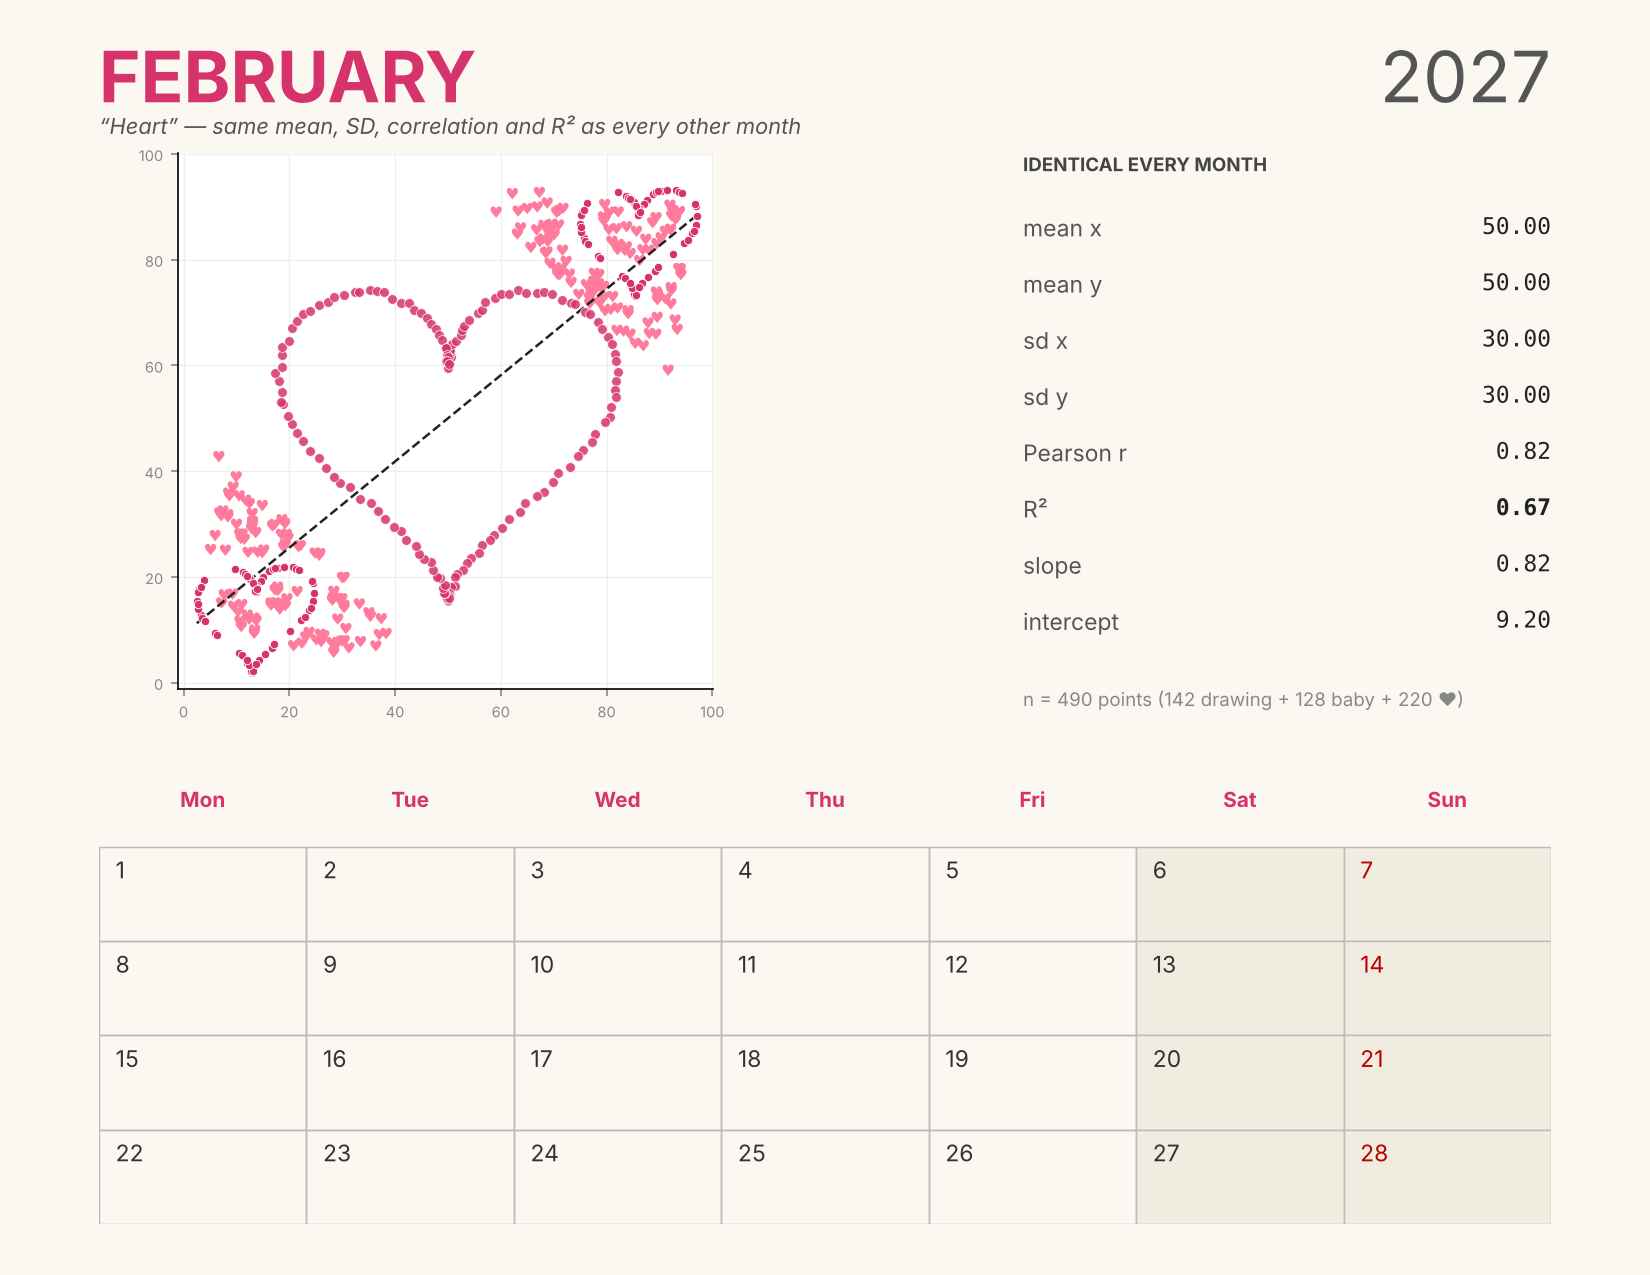 FEBRUARY
2027
“Heart” — same mean, SD, correlation and R² as every other month
100
80
60
40
20
0
0 20 40 60 80 100
IDENTICAL EVERY MONTH
mean x 50.00
mean y 50.00
sd x 30.00
sd y 30.00
Pearson r 0.82
R² 0.67
slope 0.82
intercept 9.20
n = 490 points (142 drawing + 128 baby + 220 ♥)
Mon Tue Wed Thu Fri Sat Sun
1 2 3 4 5 6 7
8 9 10 11 12 13 14
15 16 17 18 19 20 21
22 23 24 25 26 27 28